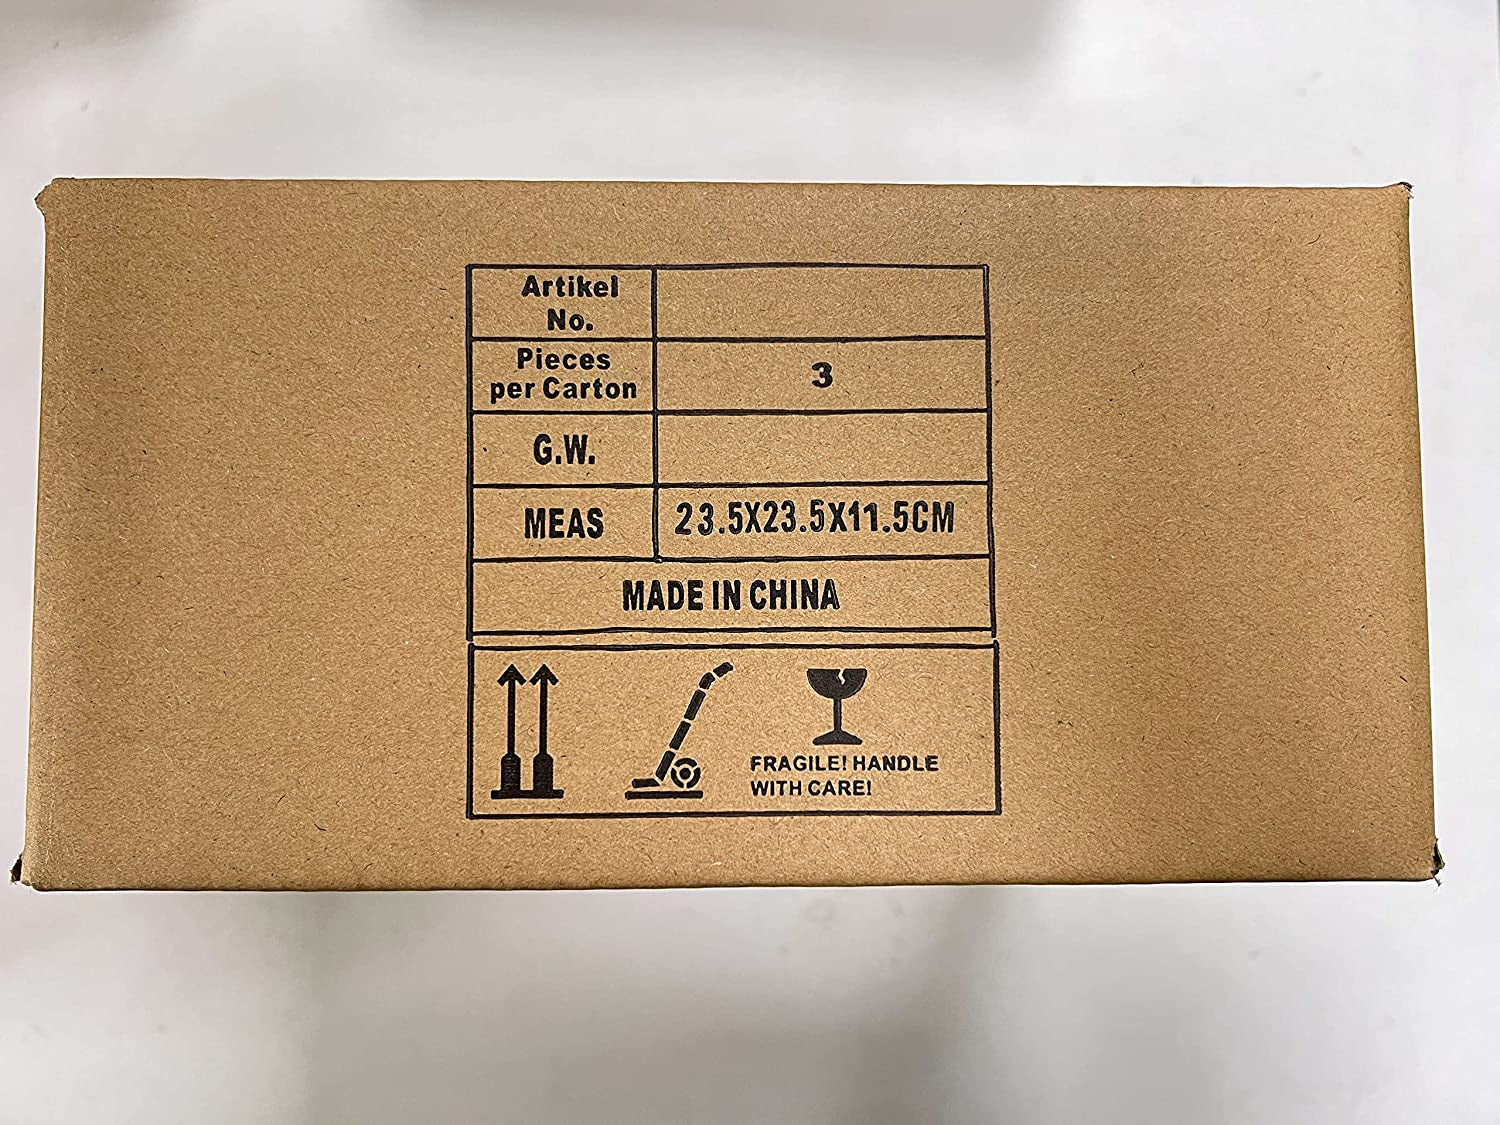 Artikel
No.
Pieces
per Carton
3
G.W.
MEAS
23.5X23.5X11.5CM
MADE IN CHINA
FRAGILE! HANDLE
WITH CARE!